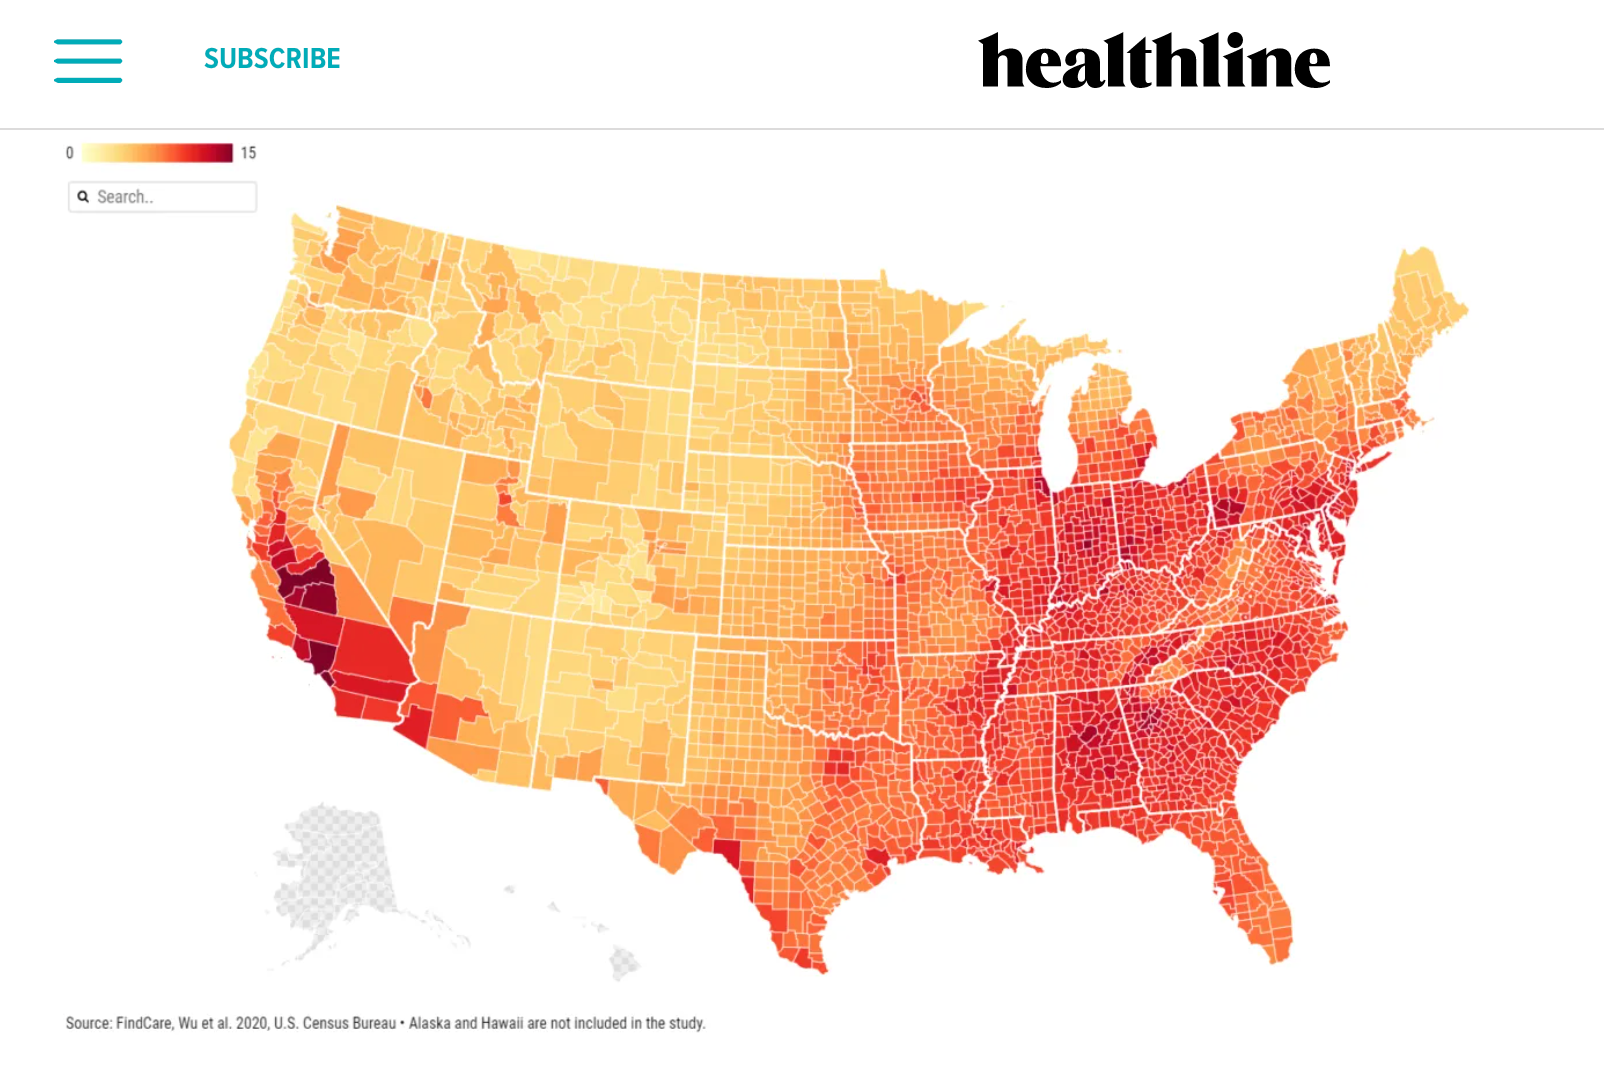 SUBSCRIBE
healthline
0 15
Search..
Source: FindCare, Wu et al. 2020, U.S. Census Bureau • Alaska and Hawaii are not included in the study.